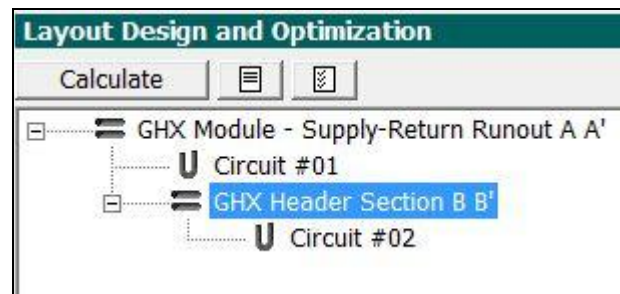 Layout Design and Optimization
Calculate
GHX Module - Supply-Return Runout A A'
Circuit #01
GHX Header Section B B'
Circuit #02